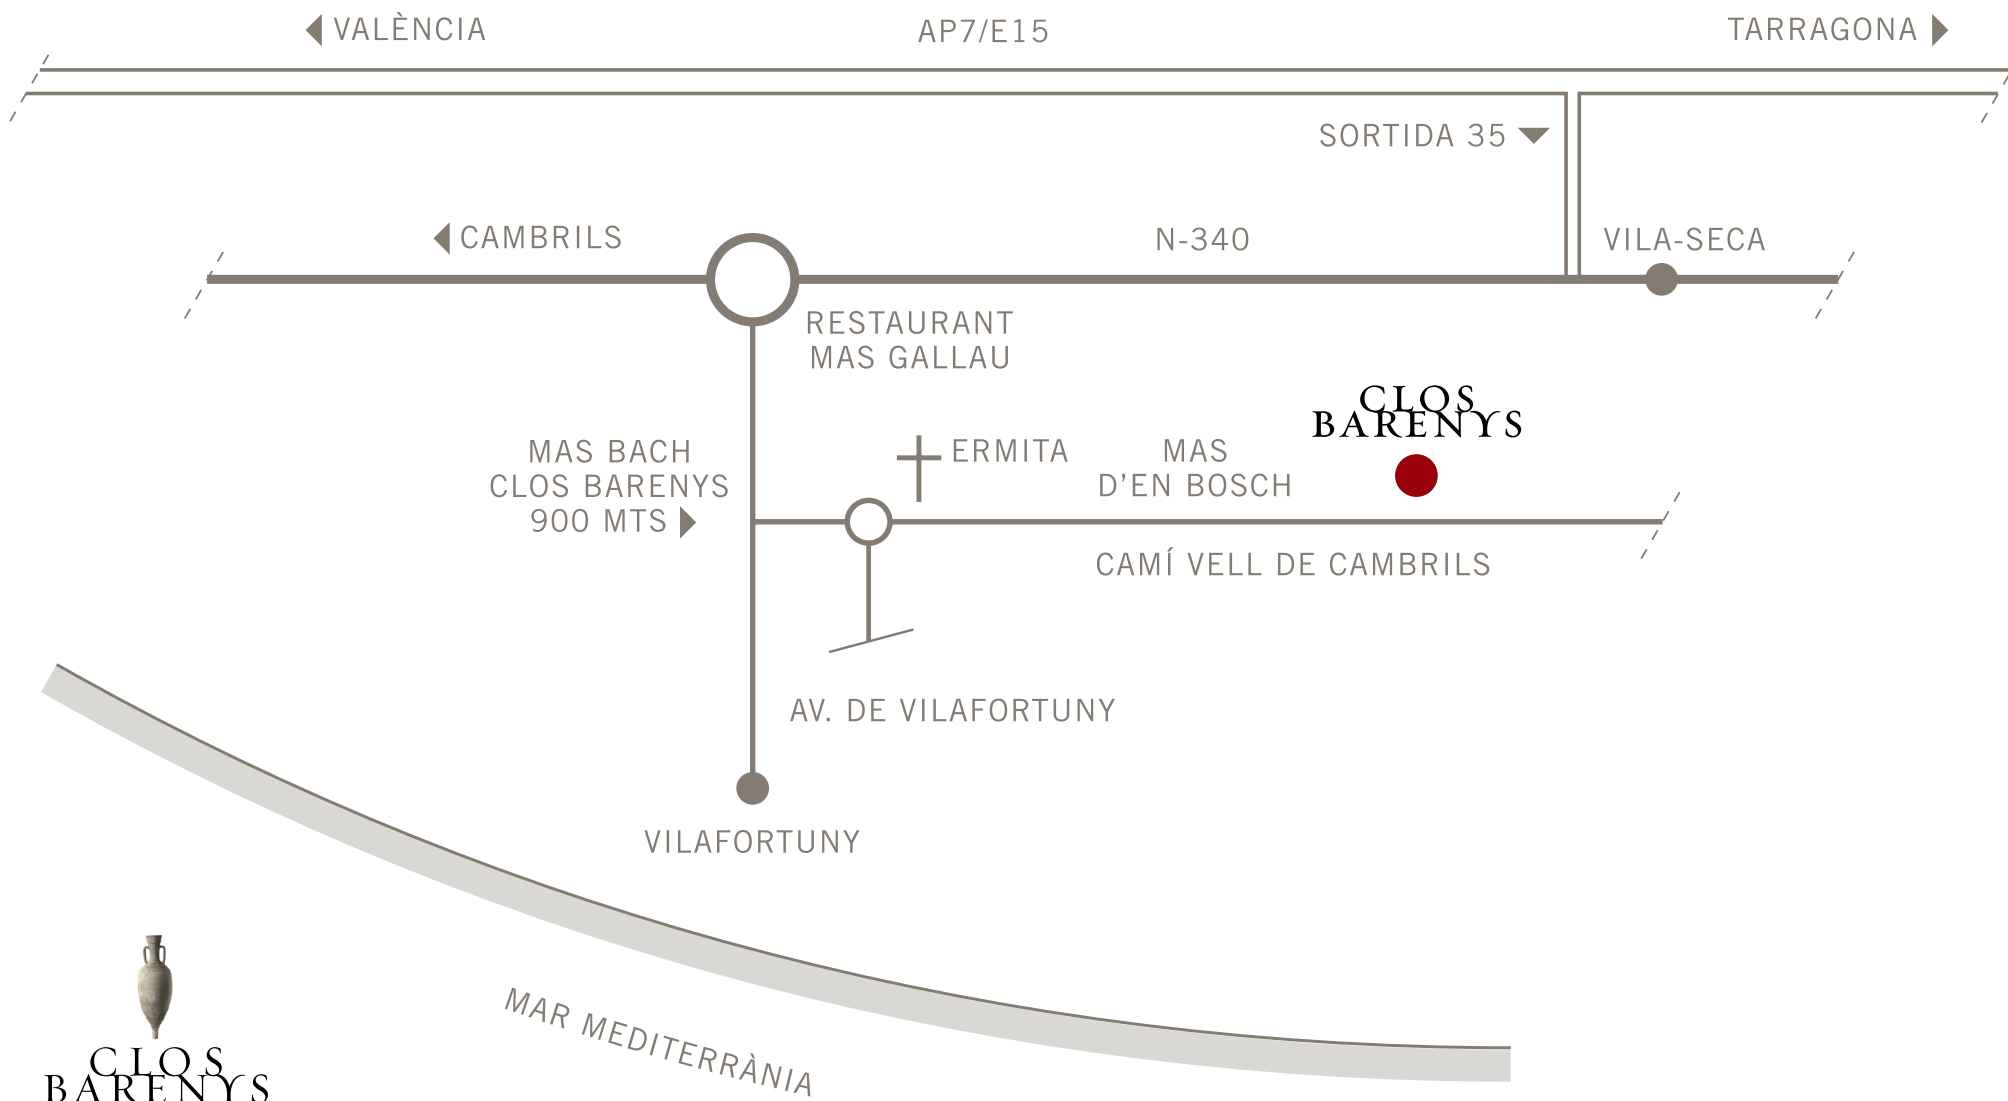 VALÈNCIA
AP7/E15
TARRAGONA
SORTIDA 35
CAMBRILS
N-340
VILA-SECA
RESTAURANT
MAS GALLAU
CLOS
BARENYS
MAS BACH
CLOS BARENYS
900 MTS
ERMITA
MAS
D’EN BOSCH
CAMÍ VELL DE CAMBRILS
AV. DE VILAFORTUNY
VILAFORTUNY
MAR MEDITERRÀNIA
CLOS
BARENYS